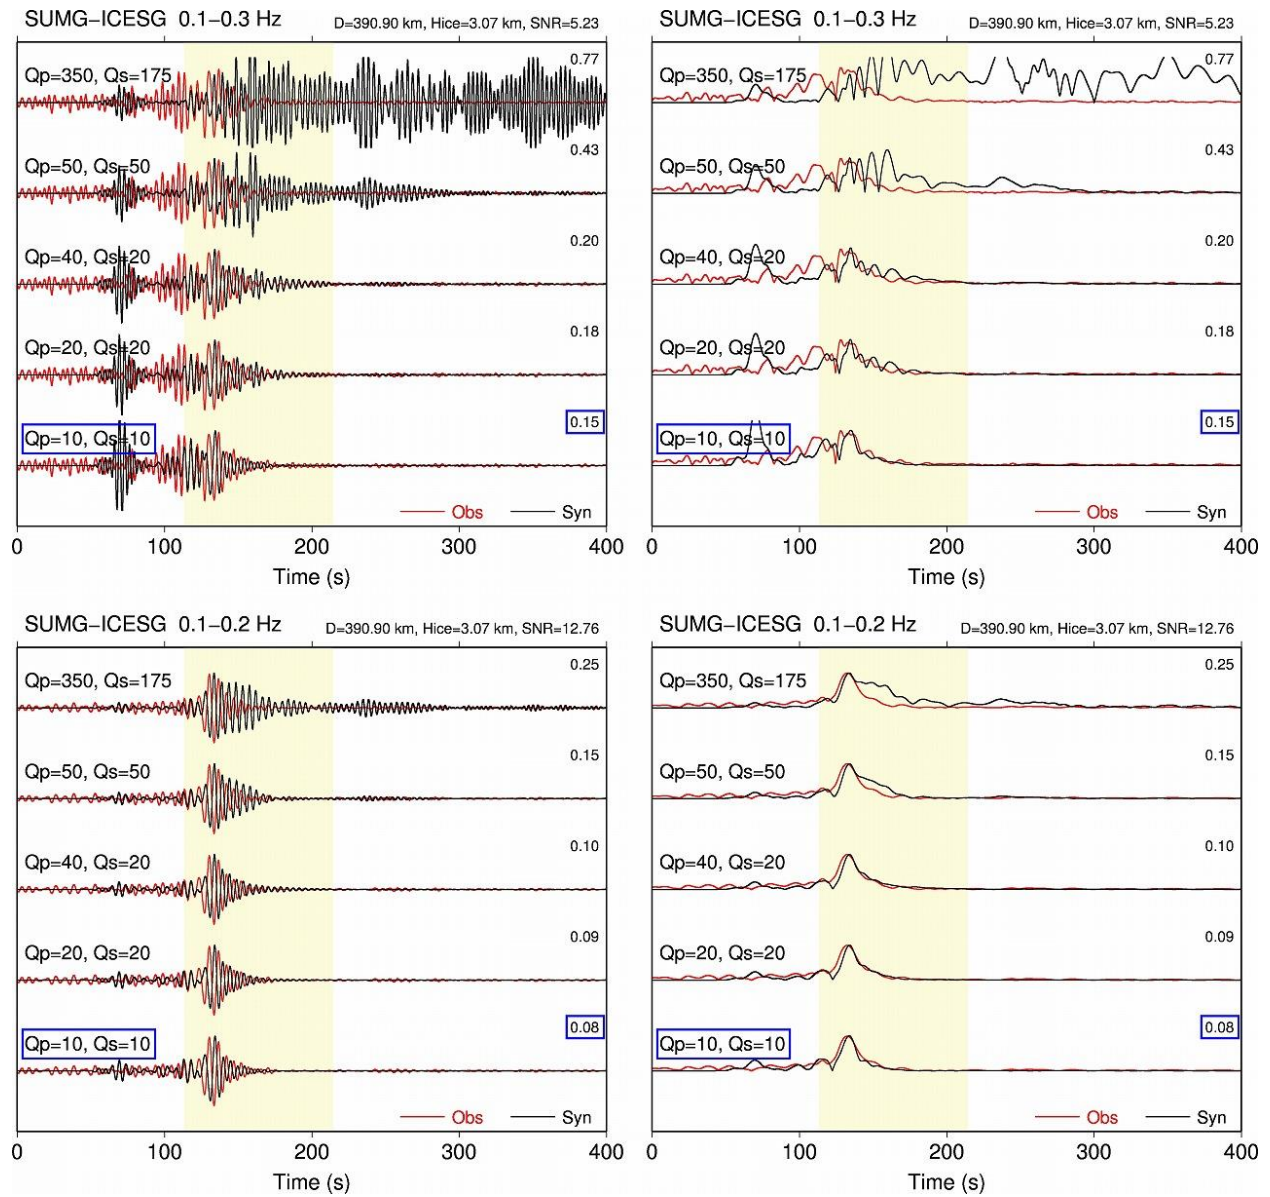 SUMG-ICESG 0.1-0.3 Hz D=390.90 km, Hice=3.07 km, SNR=5.23
Qp=350, Qs=175 0.77
Qp=50, Qs=50 0.43
Qp=40, Qs=20 0.20
Qp=20, Qs=20 0.18
Qp=10, Qs=10 0.15
Obs Syn
0 100 200 300 400
Time (s)
SUMG-ICESG 0.1-0.3 Hz D=390.90 km, Hice=3.07 km, SNR=5.23
Qp=350, Qs=175 0.77
Qp=50, Qs=50 0.43
Qp=40, Qs=20 0.20
Qp=20, Qs=20 0.18
Qp=10, Qs=10 0.15
Obs Syn
0 100 200 300 400
Time (s)
SUMG-ICESG 0.1-0.2 Hz D=390.90 km, Hice=3.07 km, SNR=12.76
Qp=350, Qs=175 0.25
Qp=50, Qs=50 0.15
Qp=40, Qs=20 0.10
Qp=20, Qs=20 0.09
Qp=10, Qs=10 0.08
Obs Syn
0 100 200 300 400
Time (s)
SUMG-ICESG 0.1-0.2 Hz D=390.90 km, Hice=3.07 km, SNR=12.76
Qp=350, Qs=175 0.25
Qp=50, Qs=50 0.15
Qp=40, Qs=20 0.10
Qp=20, Qs=20 0.09
Qp=10, Qs=10 0.08
Obs Syn
0 100 200 300 400
Time (s)